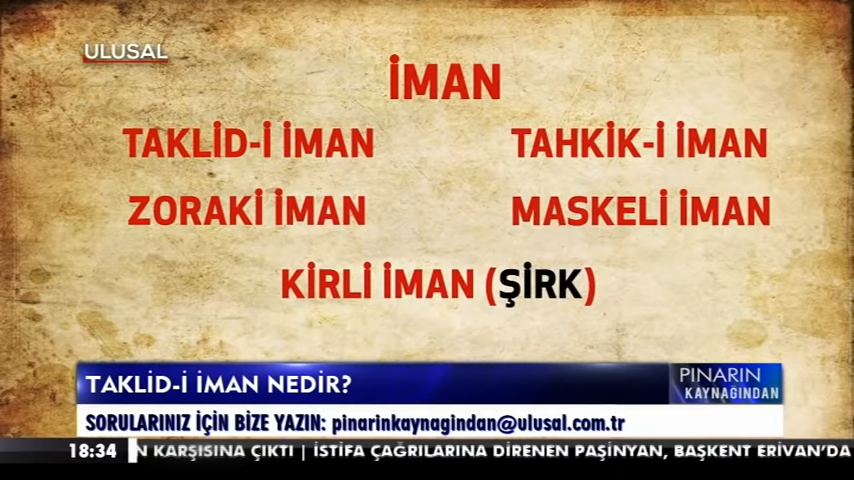 ULUSAL
İMAN
TAKLİD-İ İMAN TAHKİK-İ İMAN
ZORAKİ İMAN MASKELİ İMAN
KİRLİ İMAN (ŞİRK)
TAKLİD-İ İMAN NEDİR?
PINARIN
KAYNAĞINDAN
SORULARINIZ İÇİN BİZE YAZIN: pinarinkaynagindan@ulusal.com.tr
18:34 N KARŞISINA ÇIKTI | İSTİFA ÇAĞRILARINA DİRENEN PAŞİNYAN, BAŞKENT ERİVAN'DA